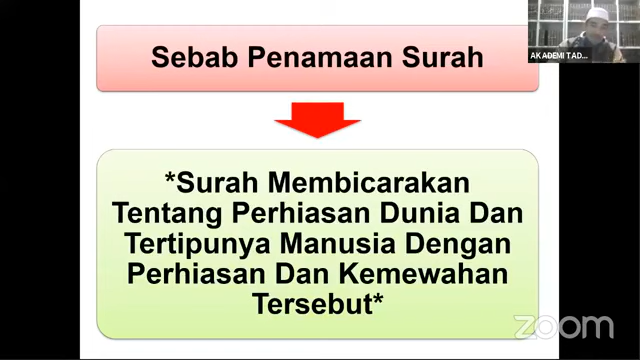 Sebab Penamaan Surah
AKADEMI TAD...
*Surah Membicarakan
Tentang Perhiasan Dunia Dan
Tertipunya Manusia Dengan
Perhiasan Dan Kemewahan
Tersebut*
zoom